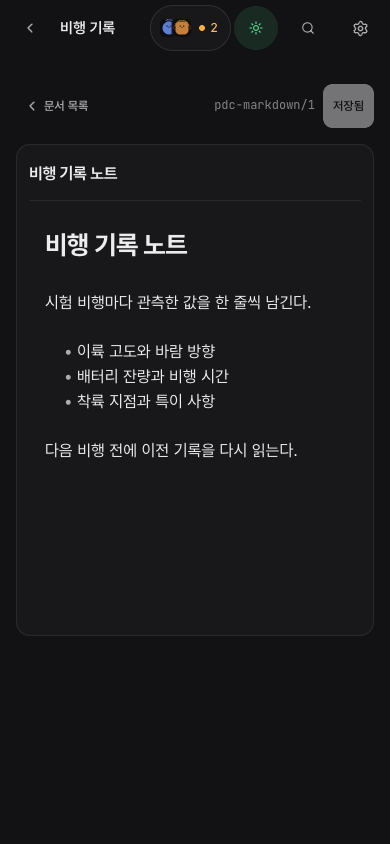 비행 기록
2
문서 목록
pdc-markdown/1
저장됨
비행 기록 노트
비행 기록 노트
시험 비행마다 관측한 값을 한 줄씩 남긴다.
• 이륙 고도와 바람 방향
• 배터리 잔량과 비행 시간
• 착륙 지점과 특이 사항
다음 비행 전에 이전 기록을 다시 읽는다.